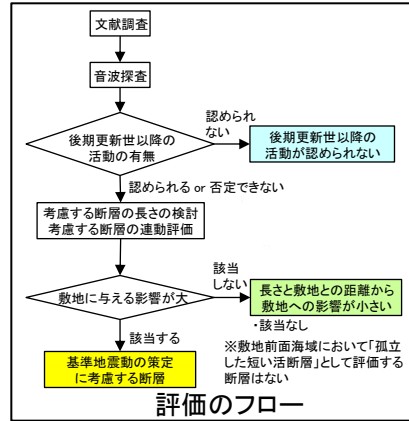 文献調査
音波探査
後期更新世以降の
活動の有無
認められ
ない
後期更新世以降の
活動が認められない
認められる or 否定できない
考慮する断層の長さの検討
考慮する断層の連動評価
敷地に与える影響が大
該当
しない
長さと敷地との距離から
敷地への影響が小さい
・該当なし
該当する
※敷地前面海域において「孤立
した短い活断層」として評価する
断層はない
基準地震動の策定
に考慮する断層
評価のフロー